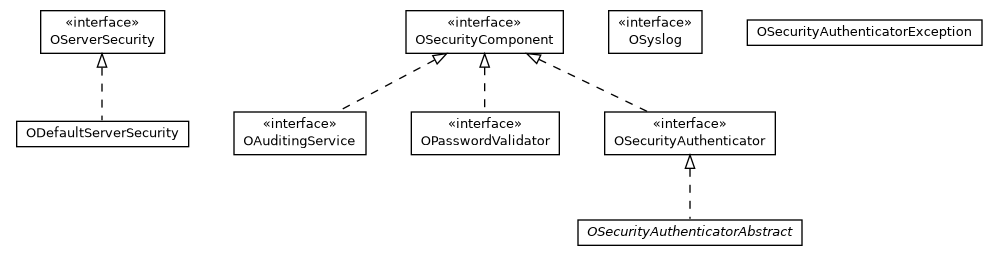 «interface»
OServerSecurity
«interface»
OSecurityComponent
«interface»
OSyslog
OSecurityAuthenticatorException
ODefaultServerSecurity
«interface»
OAuditingService
«interface»
OPasswordValidator
«interface»
OSecurityAuthenticator
OSecurityAuthenticatorAbstract